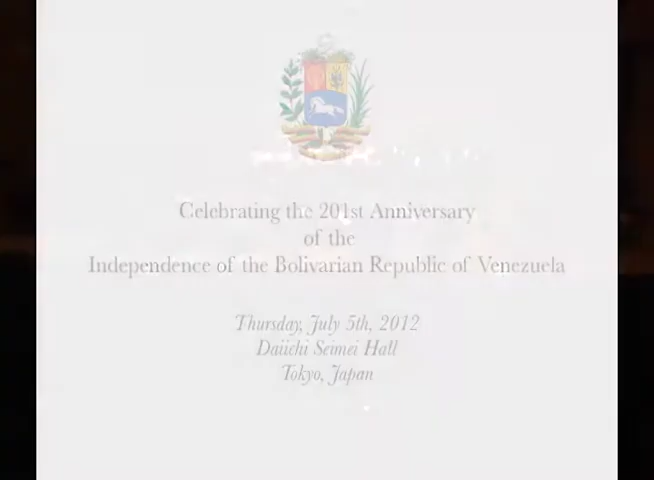 Celebrating the 201st Anniversary
of the
Independence of the Bolivarian Republic of Venezuela
Thursday, July 5th, 2012
Daiichi Seimei Hall
Tokyo, Japan